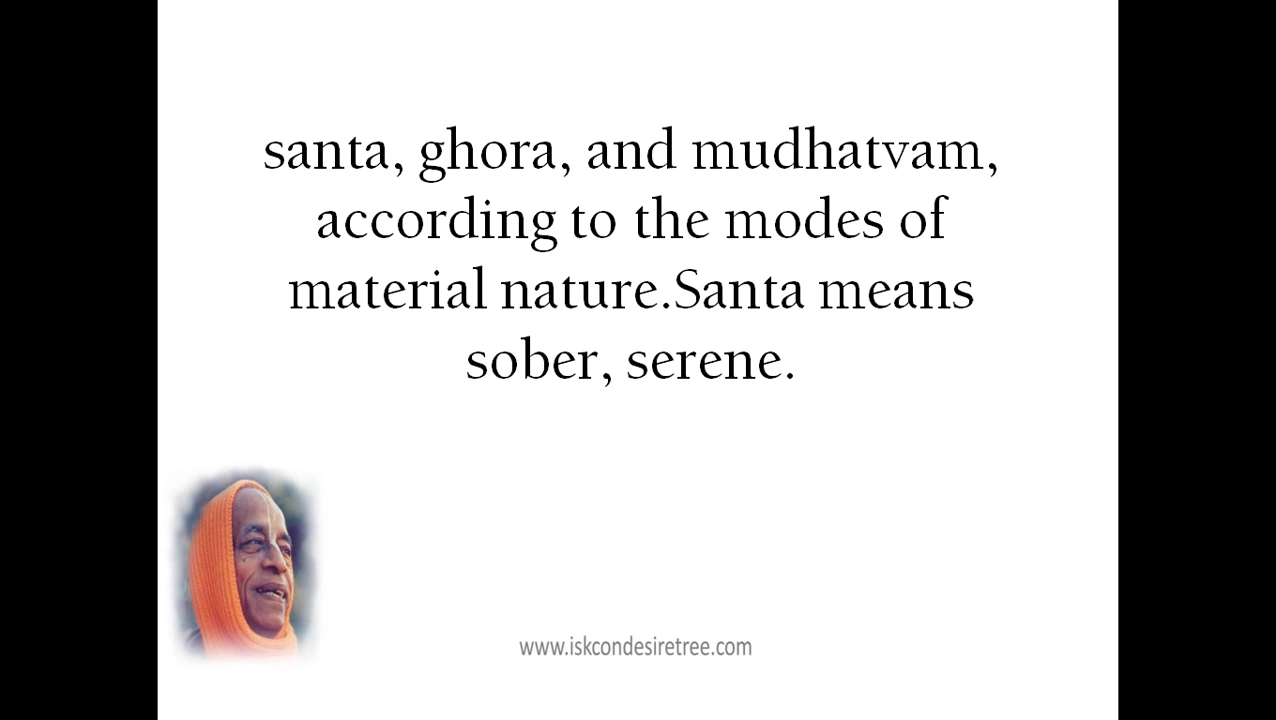 santa, ghora, and mudhatvam,
according to the modes of
material nature.Santa means
sober, serene.
www.iskcondesiretree.com